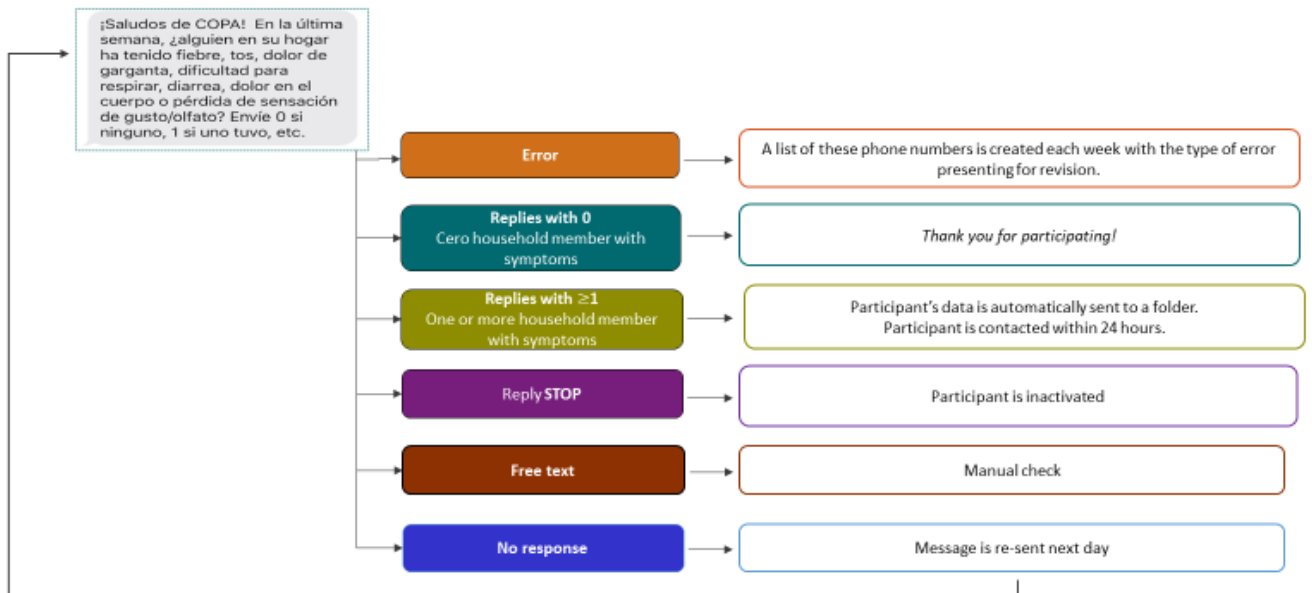 ¡Saludos de COPA!  En la última
semana, ¿alguien en su hogar
ha tenido fiebre, tos, dolor de
garganta, dificultad para
respirar, diarrea, dolor en el
cuerpo o pérdida de sensación
de gusto/olfato? Envíe 0 si
ninguno, 1 si uno tuvo, etc.
Error
A list of these phone numbers is created each week with the type of error
presenting for revision.
Replies with 0
Cero household member with
symptoms
Thank you for participating!
Replies with ≥1
One or more household member
with symptoms
Participant's data is automatically sent to a folder.
Participant is contacted within 24 hours.
Reply STOP
Participant is inactivated
Free text
Manual check
No response
Message is re-sent next day